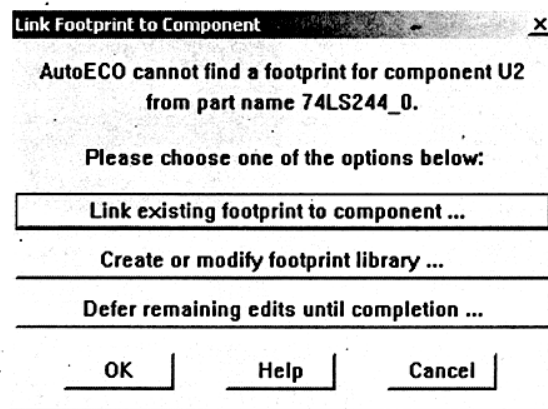 Link Footprint to Component
AutoECO cannot find a footprint for component U2
from part name 74LS244_0.
Please choose one of the options below:
Link existing footprint to component ...
Create or modify footprint library ...
Defer remaining edits until completion ...
OK Help Cancel